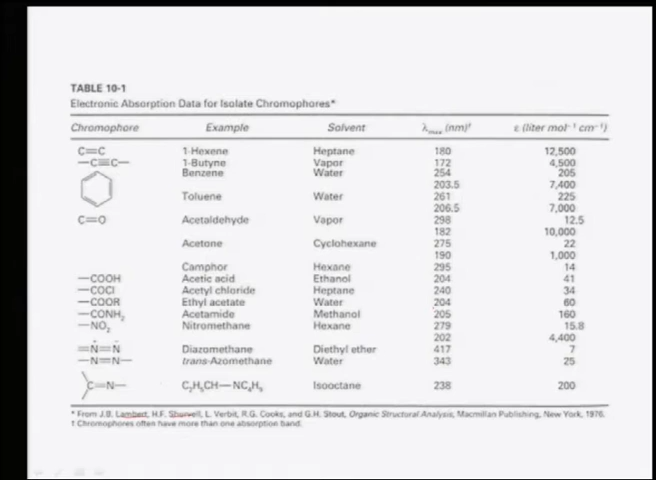 TABLE 10-1
Electronic Absorption Data for Isolate Chromophores*
Chromophore Example Solvent λmax (nm)† ε (liter mol⁻¹ cm⁻¹)
C=C 1-Hexene Heptane 180 12,500
—C≡C— 1-Butyne Vapor 172 4,500
Benzene Water 254 205
203.5 7,400
Toluene Water 261 225
206.5 7,000
C=O Acetaldehyde Vapor 298 12.5
182 10,000
Acetone Cyclohexane 275 22
190 1,000
Camphor Hexane 295 14
—COOH Acetic acid Ethanol 204 41
—COCl Acetyl chloride Heptane 240 34
—COOR Ethyl acetate Water 204 60
—CONH₂ Acetamide Methanol 205 160
—NO₂ Nitromethane Hexane 279 15.8
202 4,400
=N=N Diazomethane Diethyl ether 417 7
—N=N— trans-Azomethane Water 343 25
C=N— C₂H₅CH—NC₄H₉ Isooctane 238 200
* From J.B. Lambert, H.F. Shurvell, L. Verbit, R.G. Cooks, and G.H. Stout, Organic Structural Analysis, Macmillan Publishing, New York, 1976.
† Chromophores often have more than one absorption band.